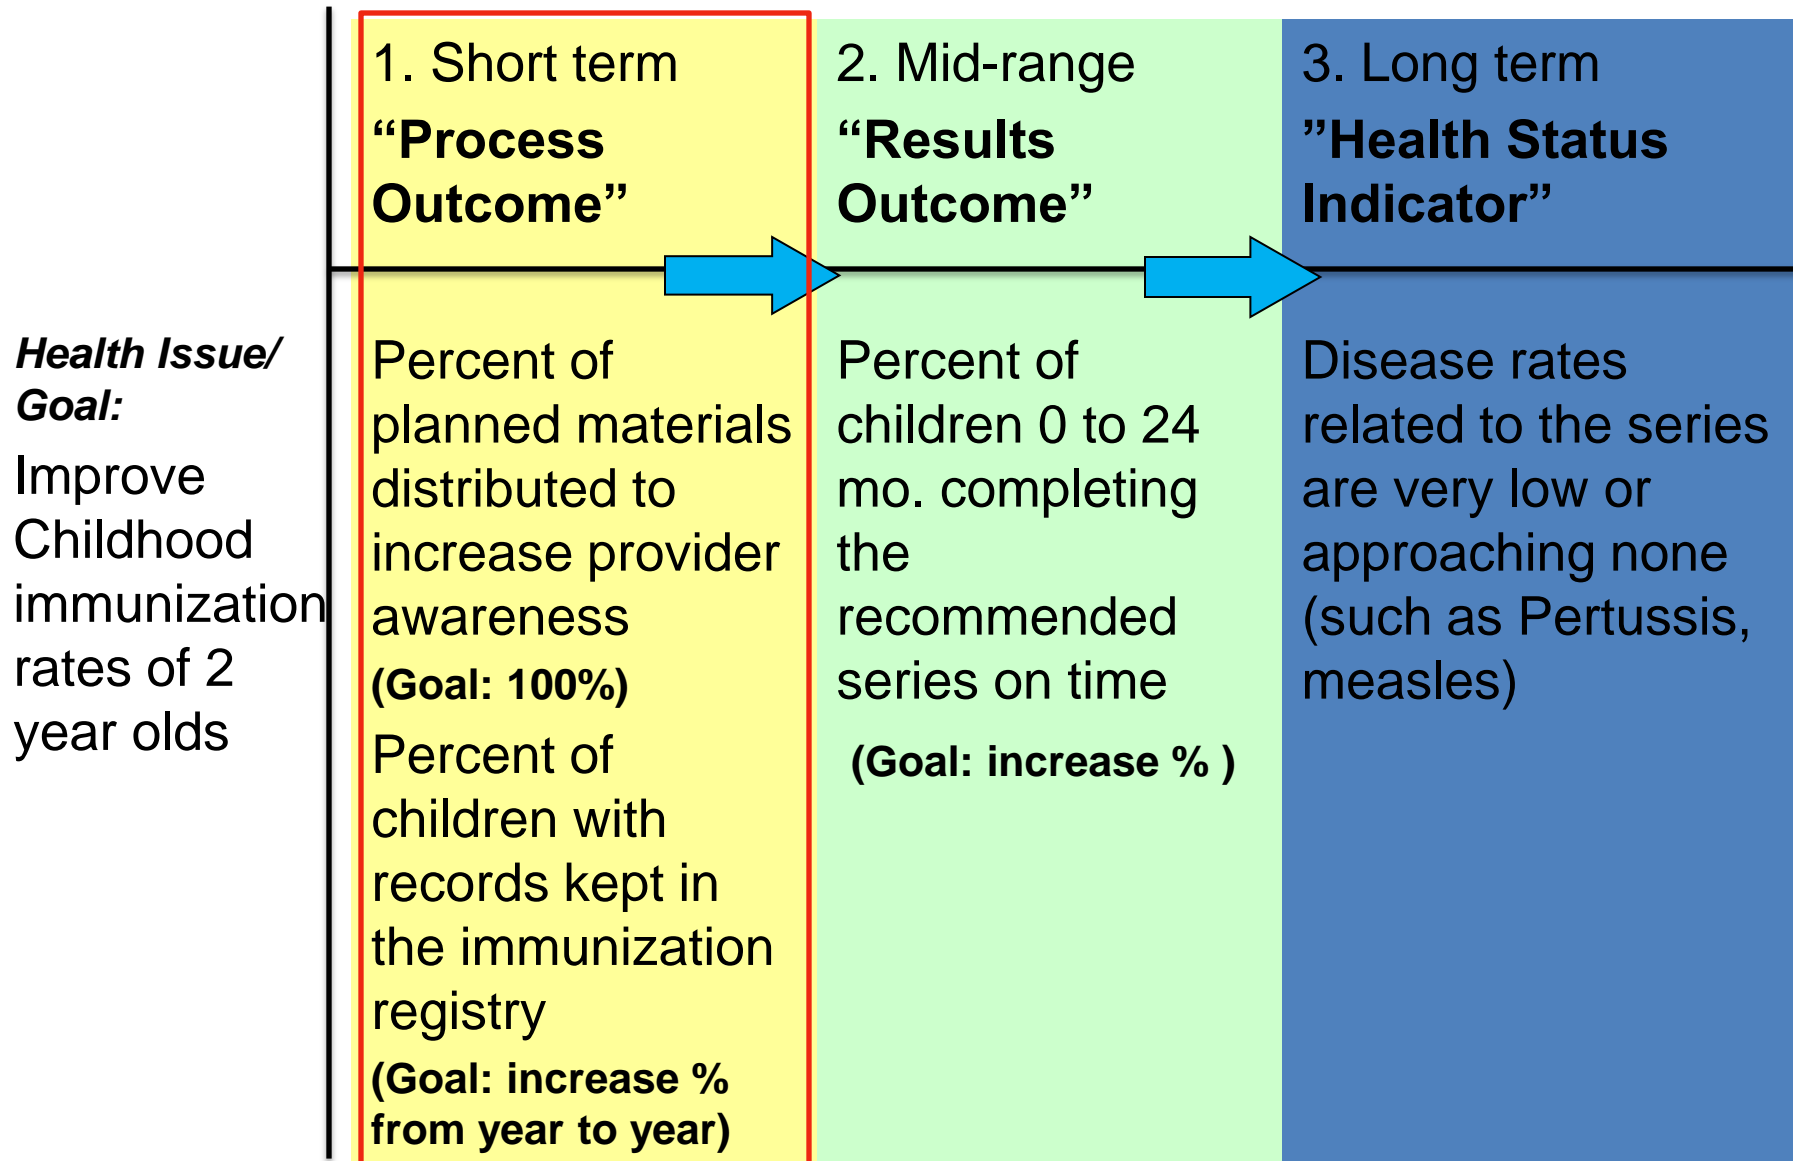 1. Short term
“Process
Outcome”
2. Mid-range
“Results
Outcome”
3. Long term
”Health Status
Indicator”
Health Issue/
Goal:
Improve
Childhood
immunization
rates of 2
year olds
Percent of
planned materials
distributed to
increase provider
awareness
(Goal: 100%)
Percent of
children with
records kept in
the immunization
registry
(Goal: increase %
from year to year)
Percent of
children 0 to 24
mo. completing
the
recommended
series on time
(Goal: increase % )
Disease rates
related to the series
are very low or
approaching none
(such as Pertussis,
measles)